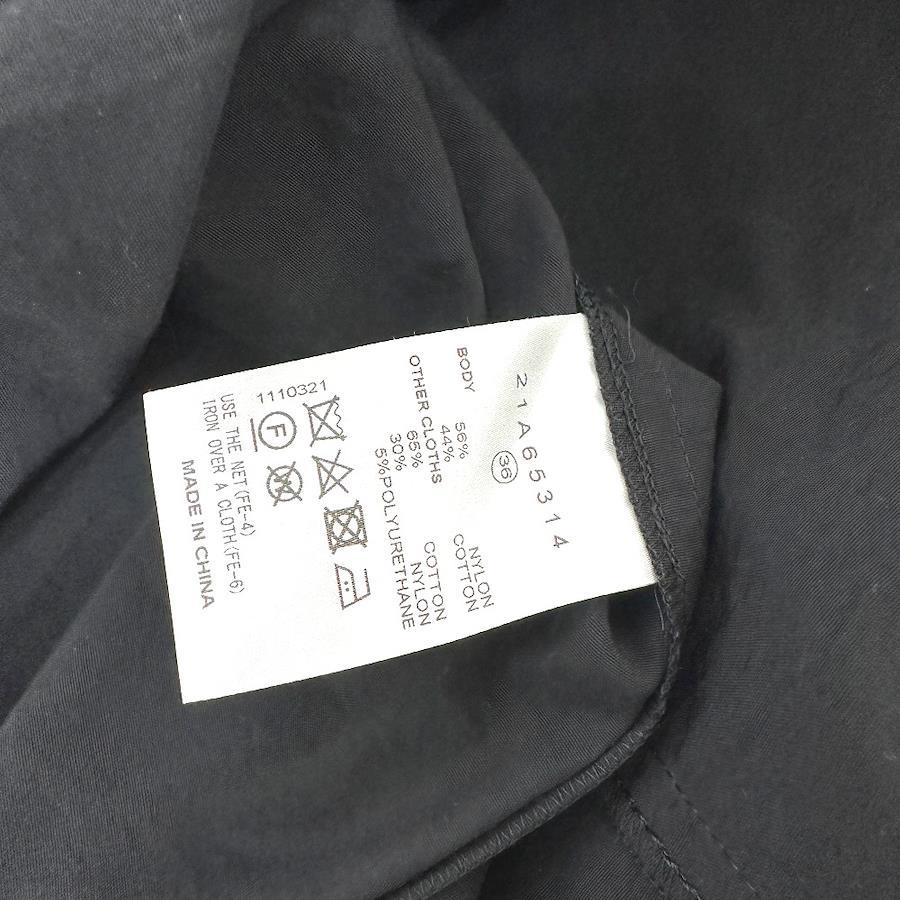 21A65314
36
BODY
56% NYLON
44% COTTON
OTHER CLOTHS
65% COTTON
30% NYLON
5%POLYURETHANE
1110321
F
USE THE NET(FE-4)
IRON OVER A CLOTH(FE-6)
MADE IN CHINA